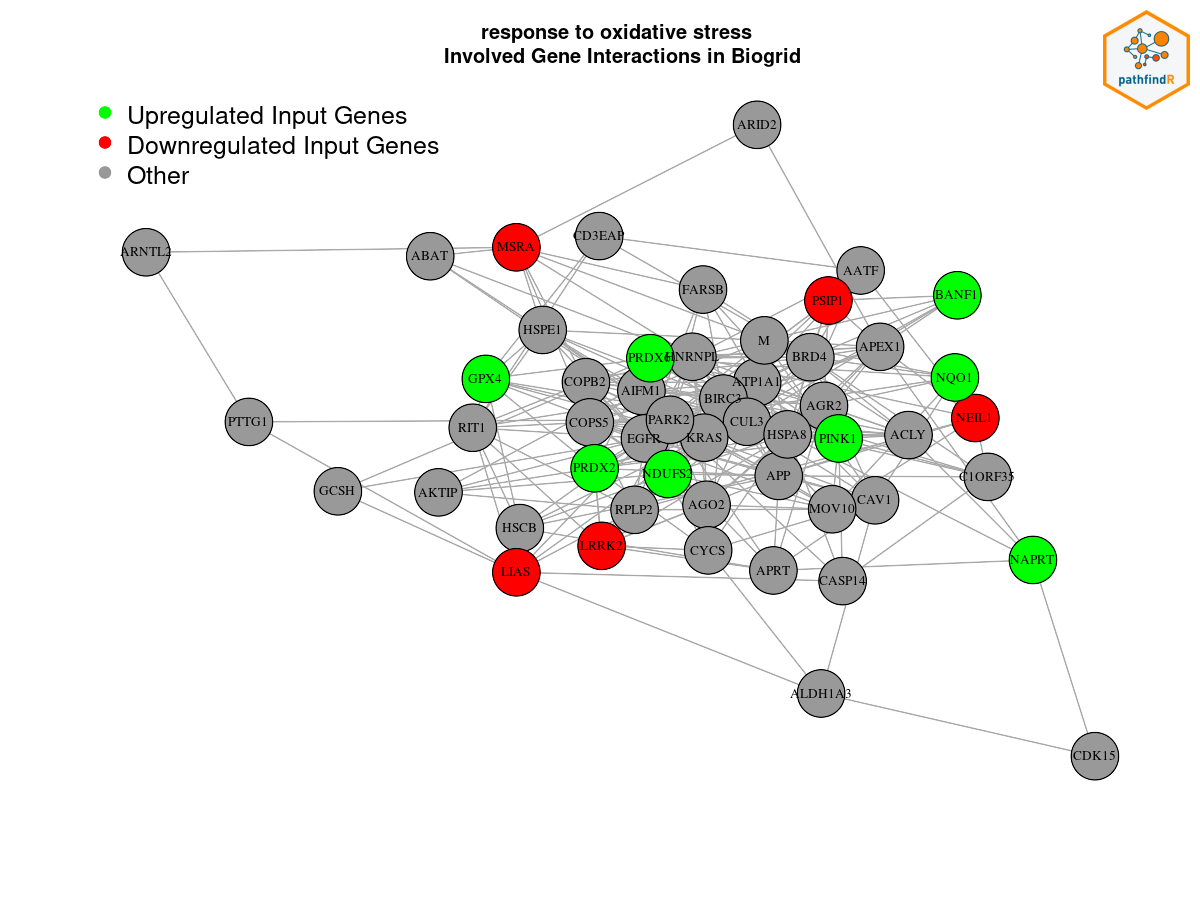 response to oxidative stress
Involved Gene Interactions in Biogrid
pathfindR
Upregulated Input Genes
Downregulated Input Genes
Other
ARID2
ARNTL2
ABAT
MSRA
CD3EAP
AATF
FARSB
PSIP1
BANF1
HSPE1
M
APEX1
PRDX6
HNRNPL
BRD4
GPX4
COPB2
AIFM1
ATP1A1
NQO1
BIRC3
AGR2
NEIL1
PTTG1
RIT1
COPS5
PARK2
CUL3
EGFR
KRAS
HSPA8
PINK1
ACLY
PRDX2
NDUFS2
APP
C1ORF35
GCSH
AKTIP
RPLP2
AGO2
MOV10
CAV1
HSCB
LRRK2
CYCS
LIAS
APRT
CASP14
NAPRT
ALDH1A3
CDK15